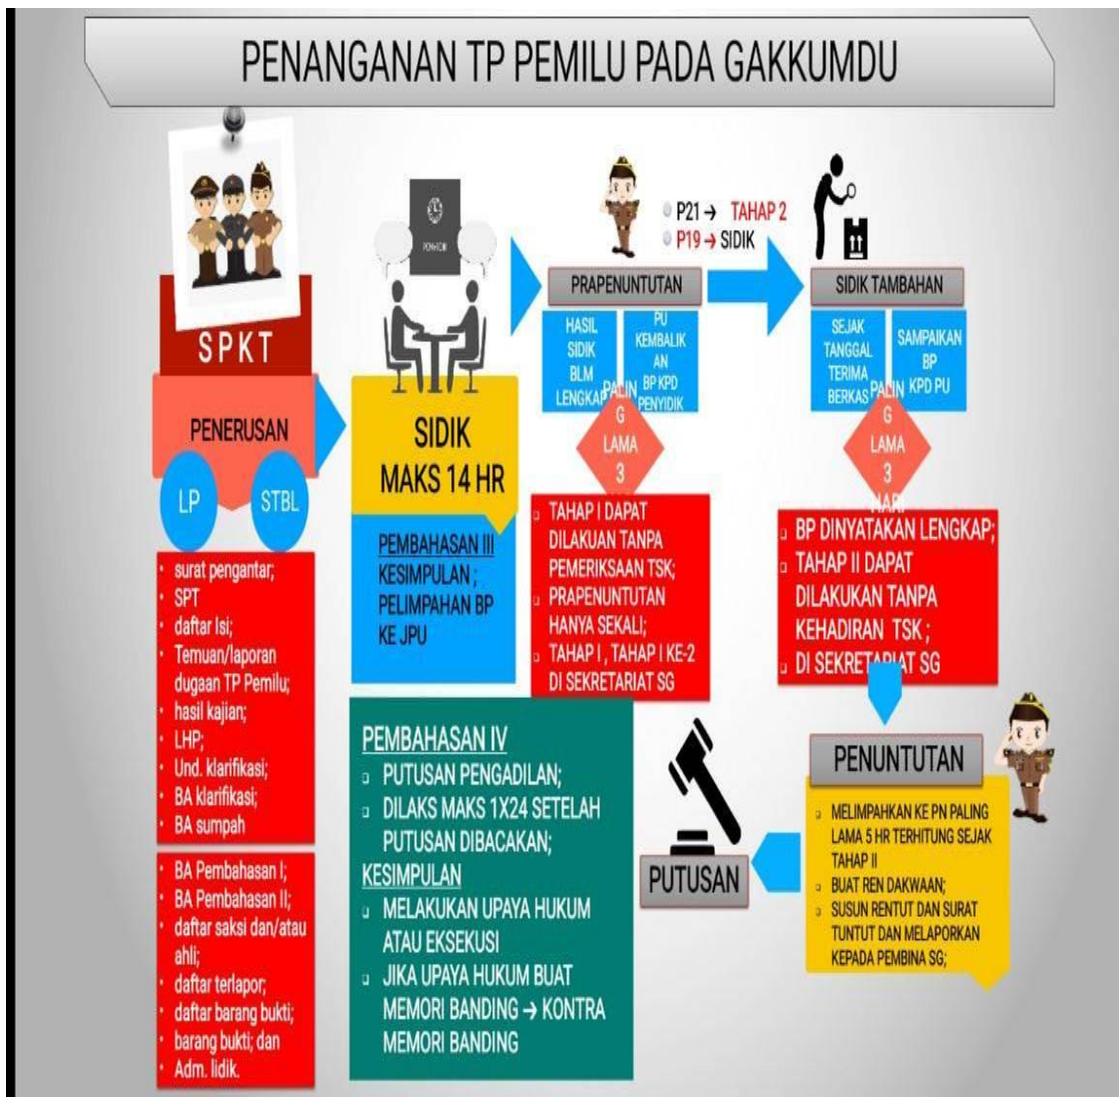 PENANGANAN TP PEMILU PADA GAKKUMDU
SPKT
PENERUSAN
LP
STBL
• surat pengantar;
• SPT
• daftar Isi;
• Temuan/laporan
dugaan TP Pemilu;
• hasil kajian;
• LHP;
• Und. klarifikasi;
• BA klarifikasi;
• BA sumpah
• BA Pembahasan I;
• BA Pembahasan II;
• daftar saksi dan/atau
ahli;
• daftar terlapor;
• daftar barang bukti;
• barang bukti; dan
• Adm. lidik.
SIDIK
MAKS 14 HR
PEMBAHASAN III
KESIMPULAN ;
PELIMPAHAN BP
KE JPU
P21 → TAHAP 2
P19 → SIDIK
PRAPENUNTUTAN
HASIL
SIDIK
BLM
LENGKAP
PU
KEMBALIK
AN
BP KPD
PENYIDIK
PALIN
G
LAMA
3
TAHAP I DAPAT
DILAKUAN TANPA
PEMERIKSAAN TSK;
PRAPENUNTUTAN
HANYA SEKALI;
TAHAP I , TAHAP I KE-2
DI SEKRETARIAT SG
SIDIK TAMBAHAN
SEJAK
TANGGAL
TERIMA
BERKAS
SAMPAIKAN
BP
KPD PU
PALIN
G
LAMA
3
HARI
BP DINYATAKAN LENGKAP;
TAHAP II DAPAT
DILAKUKAN TANPA
KEHADIRAN TSK ;
DI SEKRETARIAT SG
PENUNTUTAN
MELIMPAHKAN KE PN PALING
LAMA 5 HR TERHITUNG SEJAK
TAHAP II
BUAT REN DAKWAAN;
SUSUN RENTUT DAN SURAT
TUNTUT DAN MELAPORKAN
KEPADA PEMBINA SG;
PUTUSAN
PEMBAHASAN IV
PUTUSAN PENGADILAN;
DILAKS MAKS 1X24 SETELAH
PUTUSAN DIBACAKAN;
KESIMPULAN
MELAKUKAN UPAYA HUKUM
ATAU EKSEKUSI
JIKA UPAYA HUKUM BUAT
MEMORI BANDING → KONTRA
MEMORI BANDING